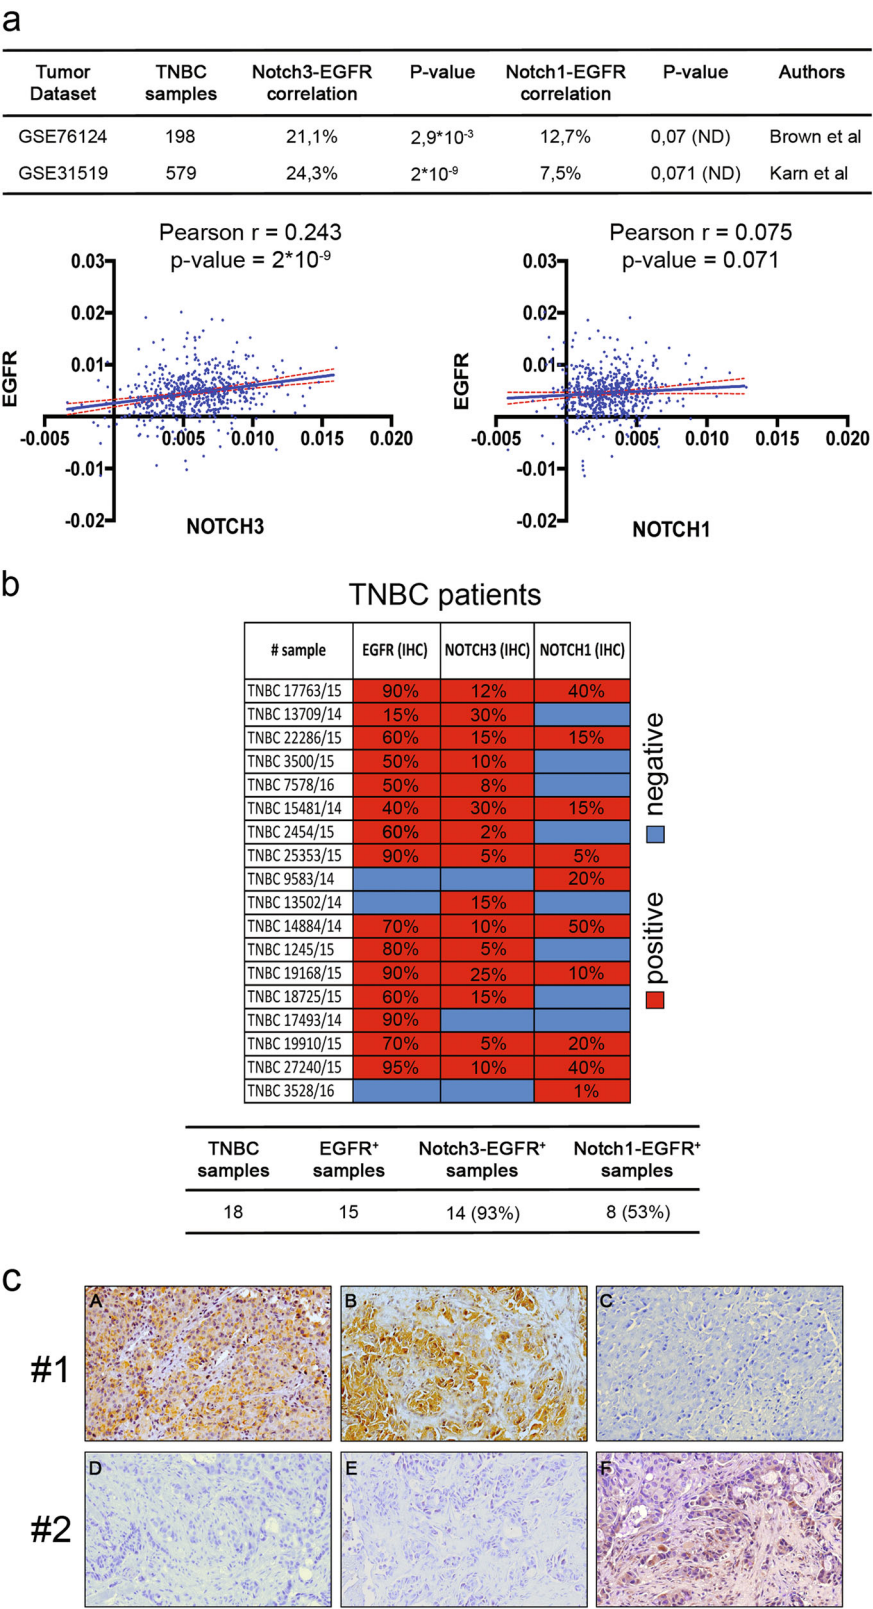 a
Tumor Dataset TNBC samples Notch3-EGFR correlation P-value Notch1-EGFR correlation P-value Authors
GSE76124 198 21,1% 2,9*10-3 12,7% 0,07 (ND) Brown et al
GSE31519 579 24,3% 2*10-9 7,5% 0,071 (ND) Karn et al
Pearson r = 0.243
p-value = 2*10-9
0.03
0.02
0.01
-0.005 0.005 0.010 0.015 0.020
-0.01
-0.02
EGFR
NOTCH3
Pearson r = 0.075
p-value = 0.071
0.03
0.02
0.01
-0.005 0.005 0.010 0.015 0.020
-0.01
-0.02
EGFR
NOTCH1
b
TNBC patients
# sample EGFR (IHC) NOTCH3 (IHC) NOTCH1 (IHC)
TNBC 17763/15 90% 12% 40%
TNBC 13709/14 15% 30%
TNBC 22286/15 60% 15% 15%
TNBC 3500/15 50% 10%
TNBC 7578/16 50% 8%
TNBC 15481/14 40% 30% 15%
TNBC 2454/15 60% 2%
TNBC 25353/15 90% 5% 5%
TNBC 9583/14 20%
TNBC 13502/14 15%
TNBC 14884/14 70% 10% 50%
TNBC 1245/15 80% 5%
TNBC 19168/15 90% 25% 10%
TNBC 18725/15 60% 15%
TNBC 17493/14 90%
TNBC 19910/15 70% 5% 20%
TNBC 27240/15 95% 10% 40%
TNBC 3528/16 1%
negative
positive
TNBC samples EGFR+ samples Notch3-EGFR+ samples Notch1-EGFR+ samples
18 15 14 (93%) 8 (53%)
c
#1
A B C
#2
D E F